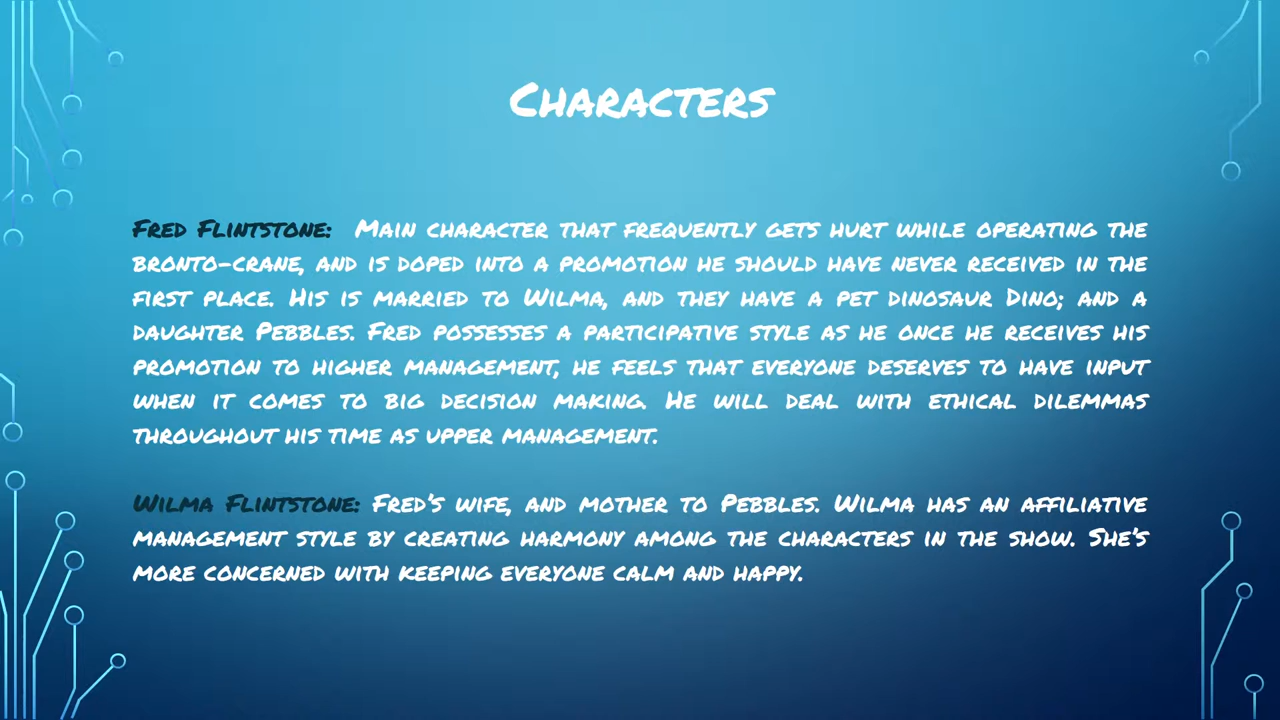 Characters
Fred Flintstone: Main character that frequently gets hurt while operating the
bronto-crane, and is doped into a promotion he should have never received in the
first place. His is married to Wilma, and they have a pet dinosaur Dino; and a
daughter Pebbles. Fred possesses a participative style as he once he receives his
promotion to higher management, he feels that everyone deserves to have input
when it comes to big decision making. He will deal with ethical dilemmas
throughout his time as upper management.
Wilma Flintstone: Fred's wife, and mother to Pebbles. Wilma has an affiliative
management style by creating harmony among the characters in the show. She's
more concerned with keeping everyone calm and happy.